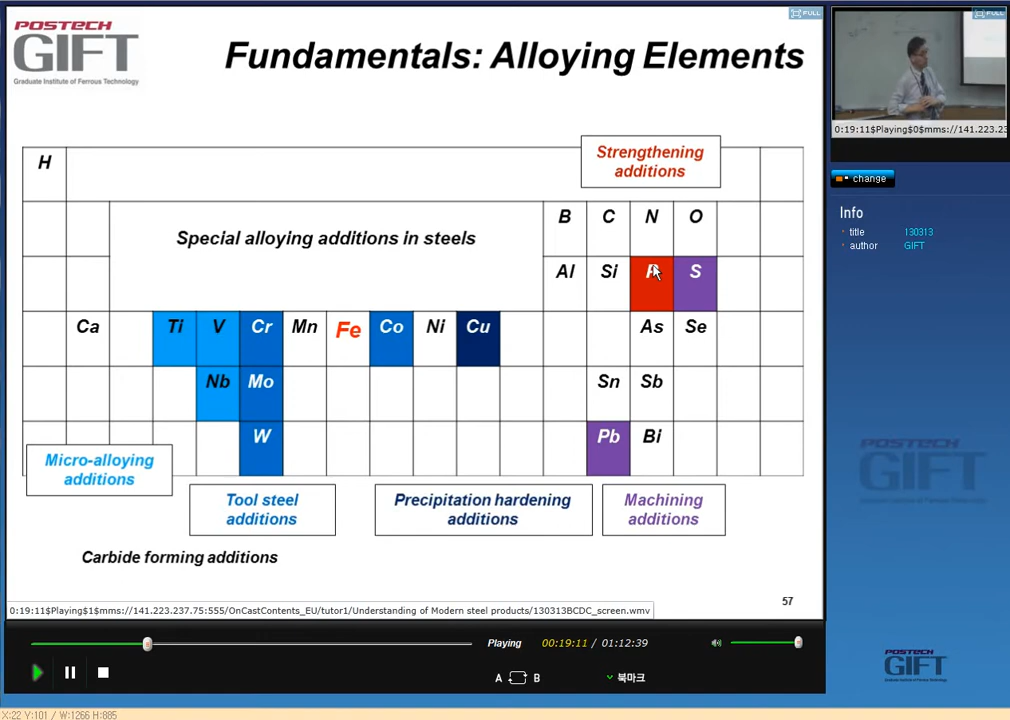 POSTECH
GIFT
Graduate Institute of Ferrous Technology
Fundamentals: Alloying Elements
FULL
FULL
0:19:11$Playing$0$mms://141.223.23
change
Info
title 130313
author GIFT
Strengthening
additions
H
Special alloying additions in steels
B C N O
Al Si P S
Ca Ti V Cr Mn Fe Co Ni Cu As Se
Nb Mo Sn Sb
W Pb Bi
Micro-alloying
additions
Tool steel
additions
Precipitation hardening
additions
Machining
additions
Carbide forming additions
57
0:19:11$Playing$1$mms://141.223.237.75:555/OnCastContents_EU/tutor1/Understanding of Modern steel products/130313BCDC_screen.wmv
Playing 00:19:11 / 01:12:39
A B 북마크
POSTECH
GIFT
POSTECH
GIFT
X:22 Y:101 / W:1266 H:885